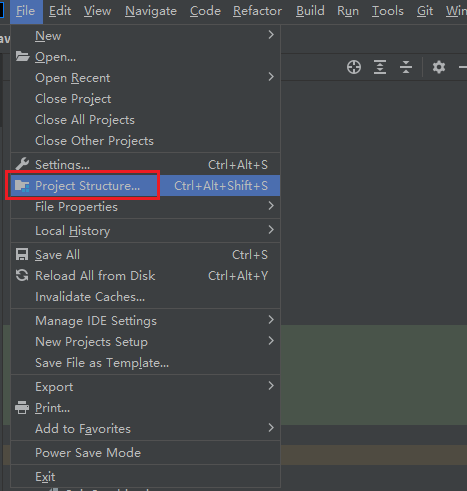 File Edit View Navigate Code Refactor Build Run Tools Git Win
av
New
Open...
Open Recent
Close Project
Close All Projects
Close Other Projects
Settings... Ctrl+Alt+S
Project Structure... Ctrl+Alt+Shift+S
File Properties
Local History
Save All Ctrl+S
Reload All from Disk Ctrl+Alt+Y
Invalidate Caches...
Manage IDE Settings
New Projects Setup
Save File as Template...
Export
Print...
Add to Favorites
Power Save Mode
Exit